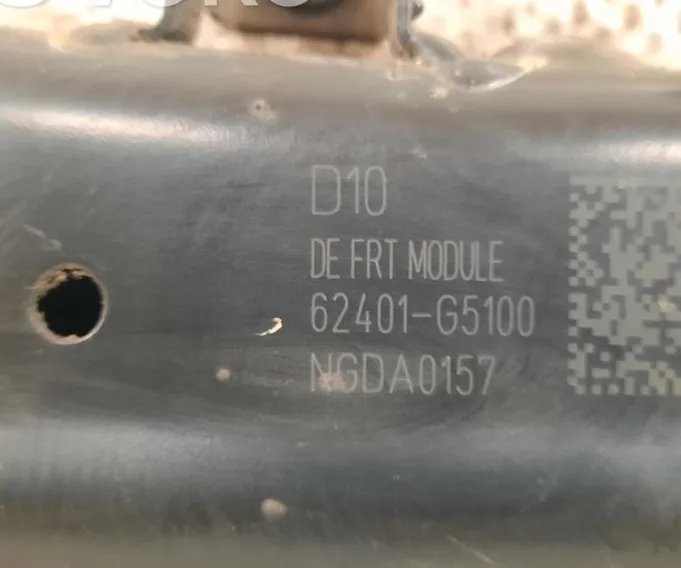 D10
DE FRT MODULE
62401-G5100
NGDA0157